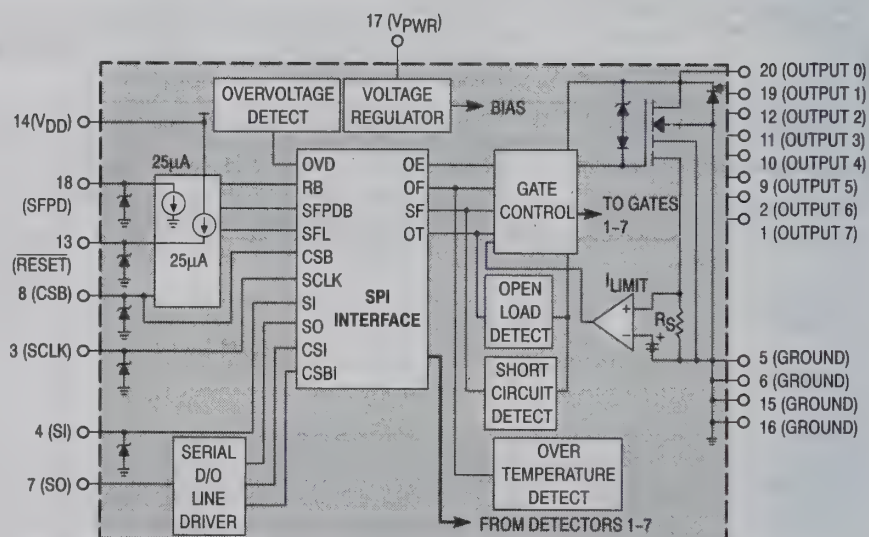 17 (VPWR)
14(VDD)
18
(SFPD)
13
(RESET)
8 (CSB)
3 (SCLK)
4 (SI)
7 (SO)
OVERVOLTAGE
DETECT
VOLTAGE
REGULATOR
BIAS
25μA
25μA
OVD
RB
SFPDB
SFL
CSB
SCLK
SI
SO
CSI
CSBI
OE
OF
SF
OT
SPI
INTERFACE
GATE
CONTROL
TO GATES
1–7
OPEN
LOAD
DETECT
SHORT
CIRCUIT
DETECT
OVER
TEMPERATURE
DETECT
FROM DETECTORS 1–7
SERIAL
D/O
LINE
DRIVER
ILIMIT
+
–
RS
+
20 (OUTPUT 0)
19 (OUTPUT 1)
12 (OUTPUT 2)
11 (OUTPUT 3)
10 (OUTPUT 4)
9 (OUTPUT 5)
2 (OUTPUT 6)
1 (OUTPUT 7)
5 (GROUND)
6 (GROUND)
15 (GROUND)
16 (GROUND)